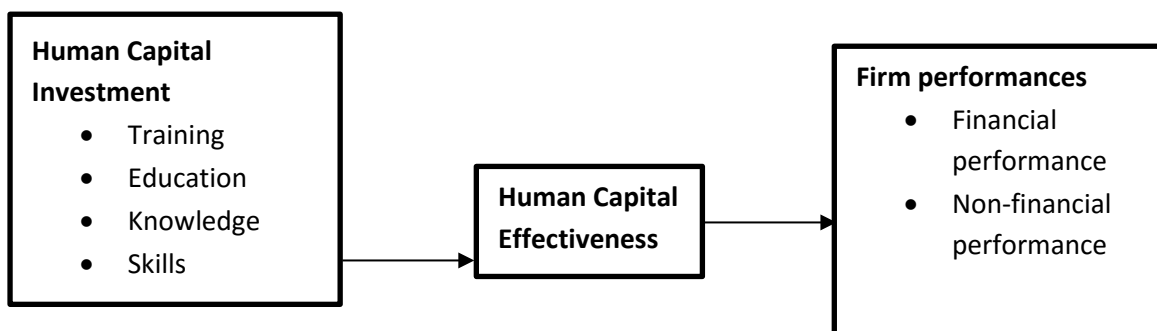 Human Capital
Investment
• Training
• Education
• Knowledge
• Skills
Human Capital
Effectiveness
Firm performances
• Financial
performance
• Non-financial
performance